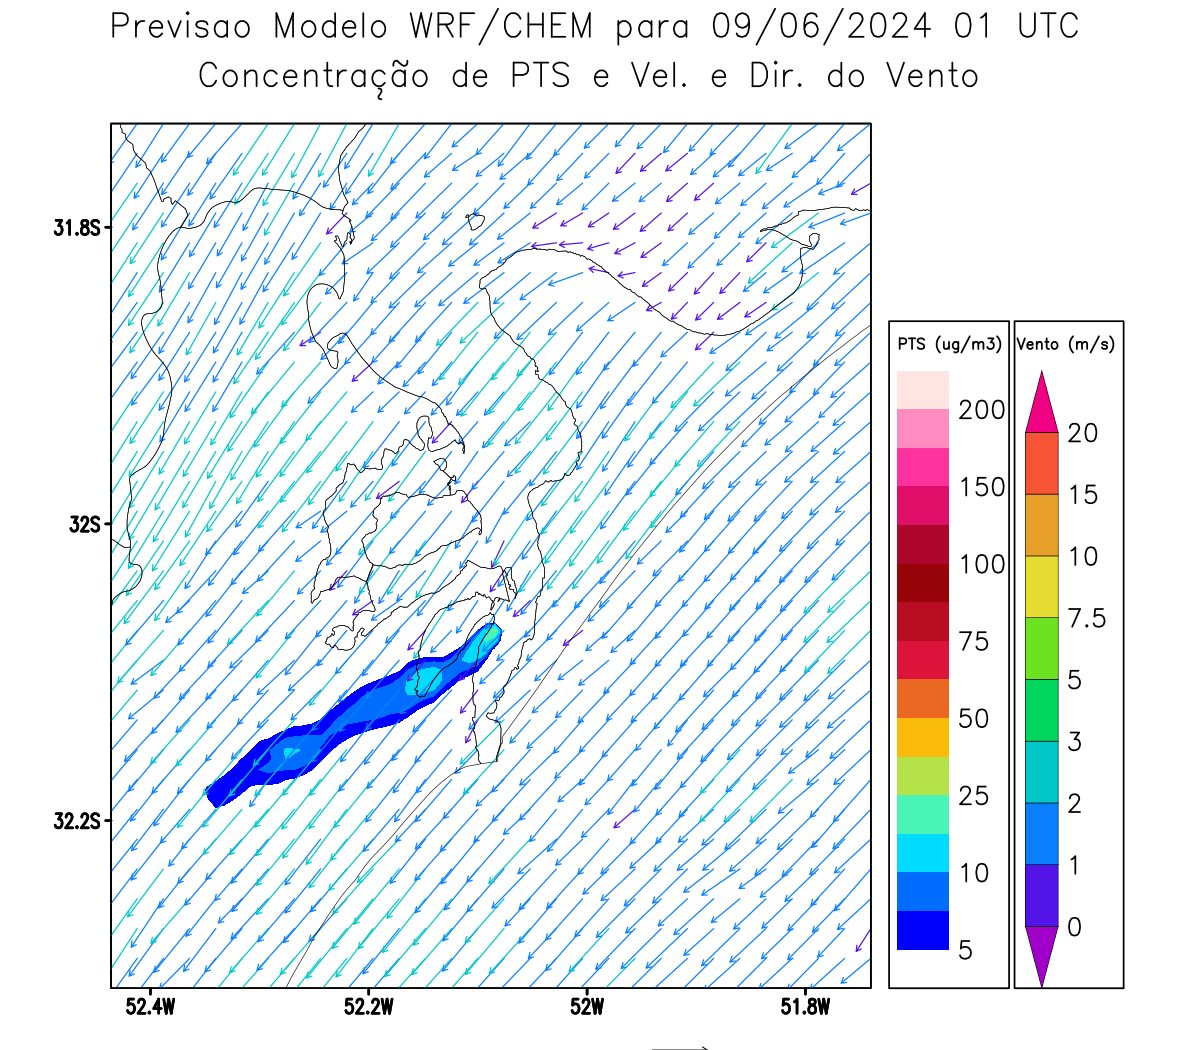 Previsao Modelo WRF/CHEM para 09/06/2024 01 UTC
Concentração de PTS e Vel. e Dir. do Vento
31.8S
32S
32.2S
52.4W
52.2W
52W
51.8W
PTS (ug/m3)
200
150
100
75
50
25
10
5
Vento (m/s)
20
15
10
7.5
5
3
2
1
0